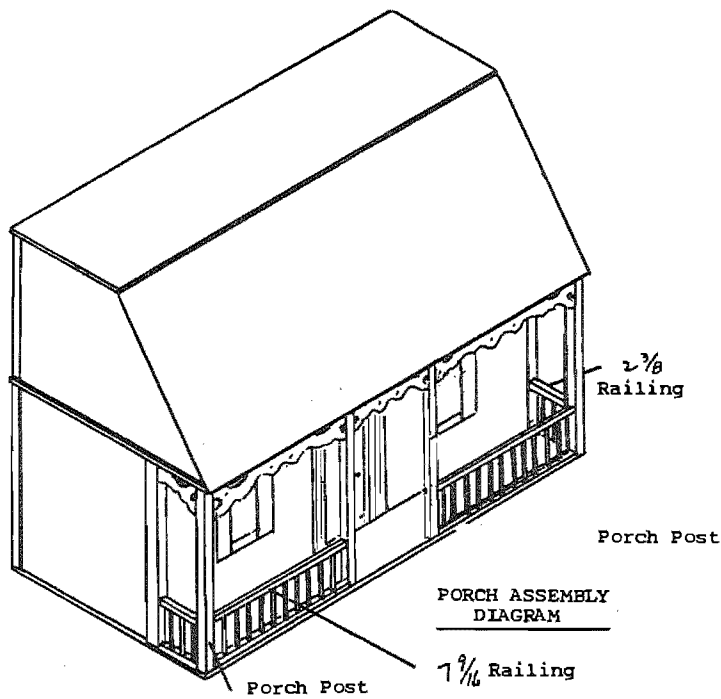 2 3/8
Railing
Porch Post
PORCH ASSEMBLY
DIAGRAM
7 9/16 Railing
Porch Post